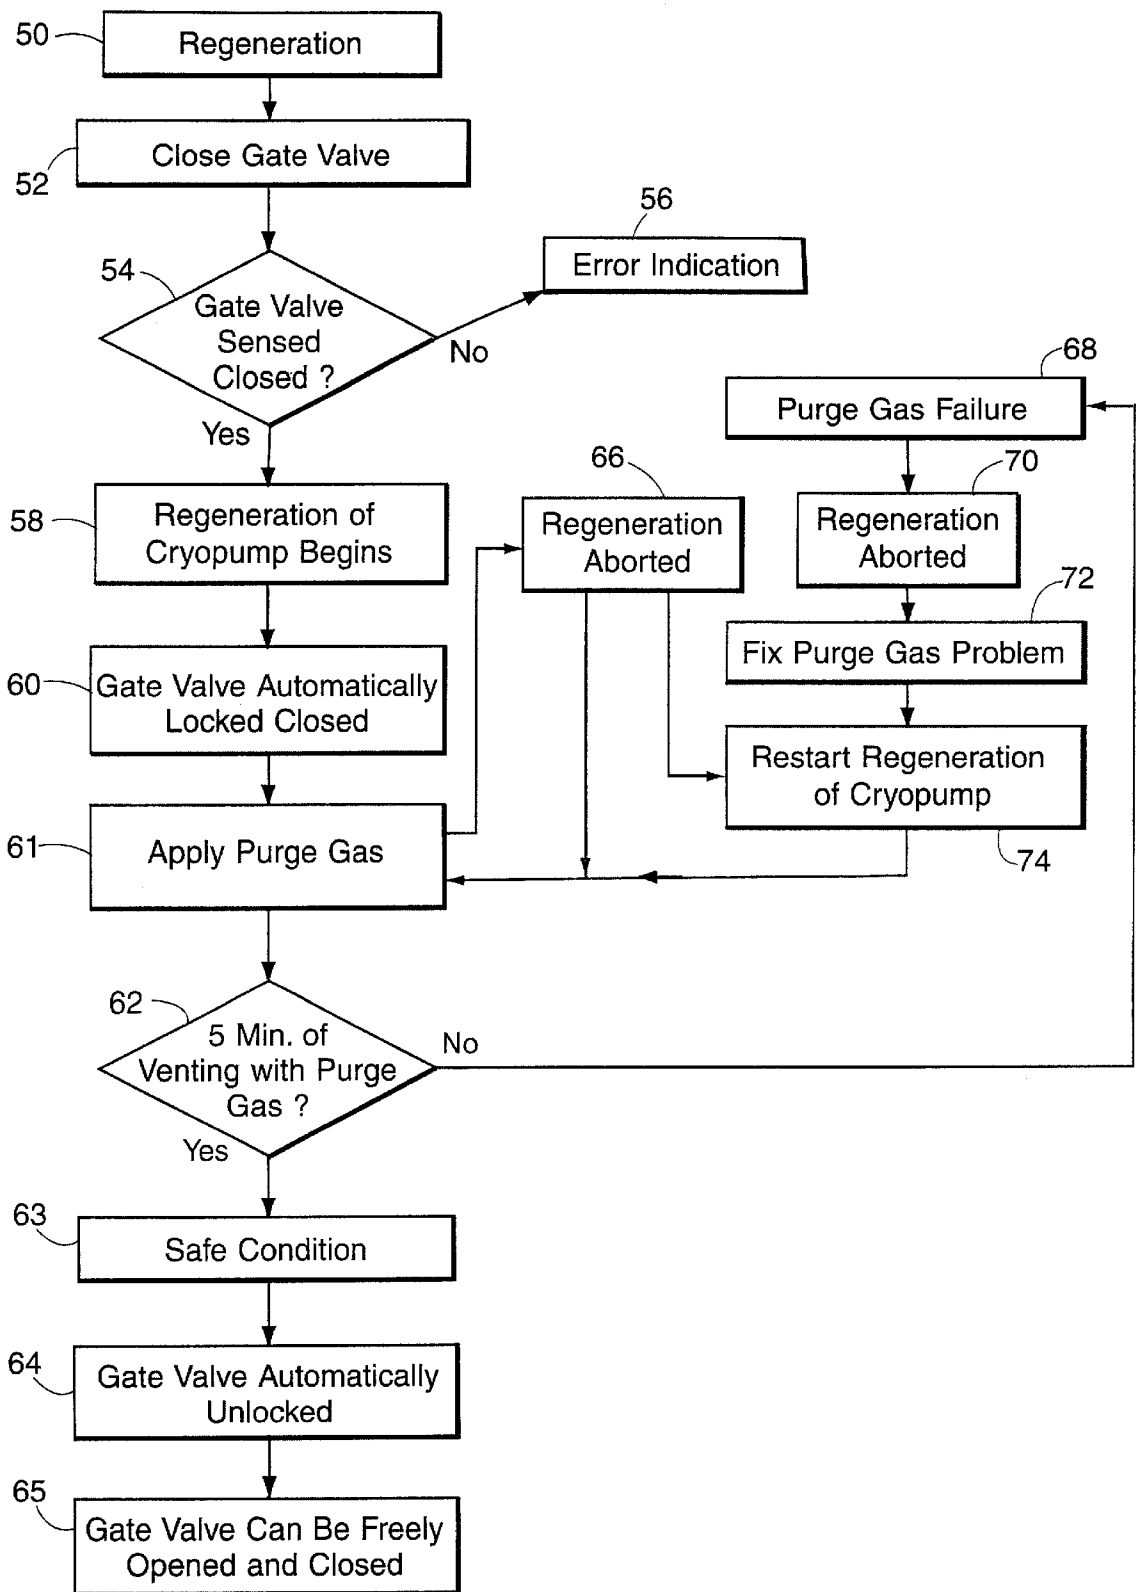 50
Regeneration
Close Gate Valve
52
56
Error Indication
54
Gate Valve
Sensed
Closed ?
No
Yes
68
Purge Gas Failure
66
70
58
Regeneration of
Cryopump Begins
Regeneration
Aborted
Regeneration
Aborted
72
Fix Purge Gas Problem
60
Gate Valve Automatically
Locked Closed
Restart Regeneration
of Cryopump
74
61
Apply Purge Gas
62
5 Min. of
Venting with Purge
Gas ?
No
Yes
63
Safe Condition
64
Gate Valve Automatically
Unlocked
65
Gate Valve Can Be Freely
Opened and Closed